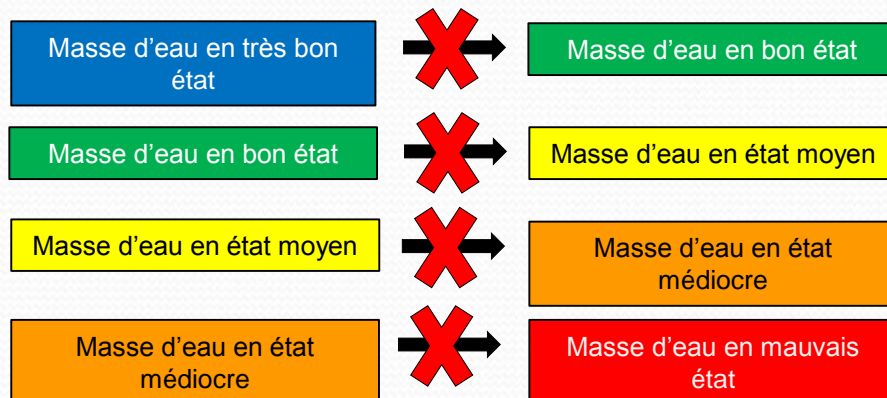 Masse d'eau en très bon
état
Masse d'eau en bon état
Masse d'eau en bon état
Masse d'eau en état moyen
Masse d'eau en état moyen
Masse d'eau en état
médiocre
Masse d'eau en état
médiocre
Masse d'eau en mauvais
état